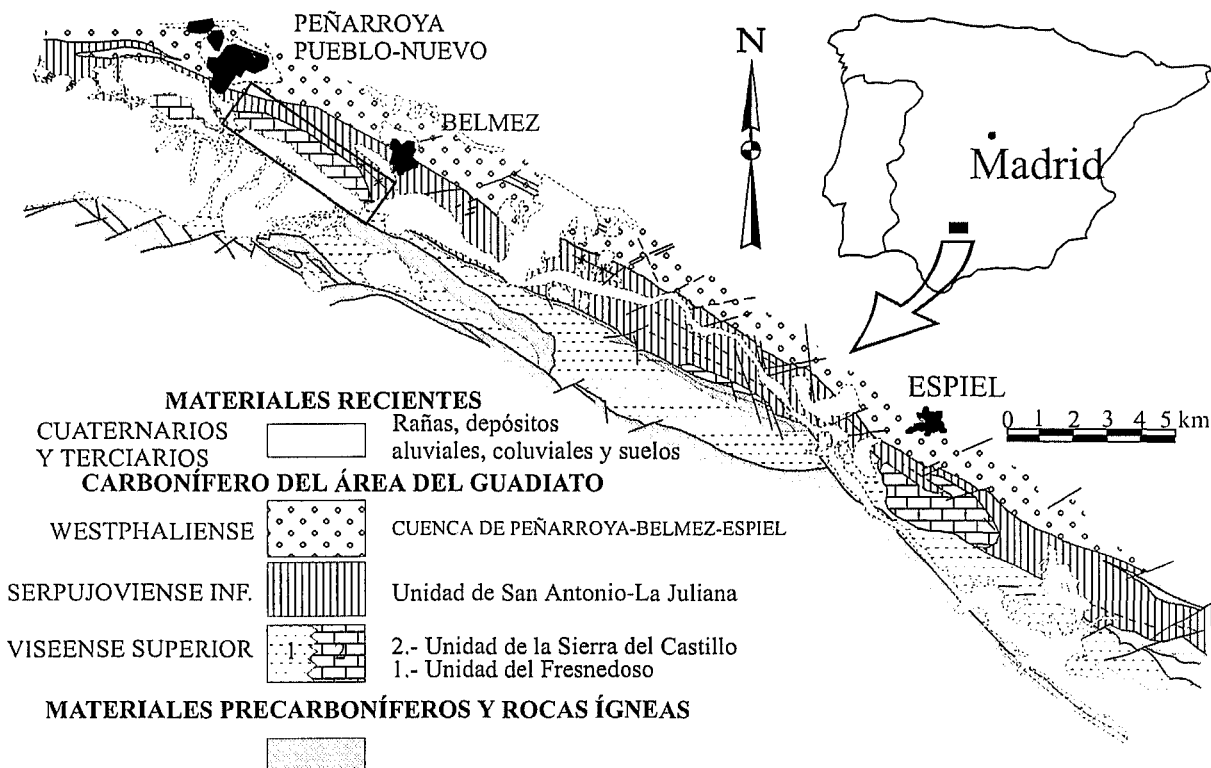 PEÑARROYA
PUEBLO-NUEVO
BELMEZ
N
Madrid
ESPIEL
0 1 2 3 4 5 km
MATERIALES RECIENTES
CUATERNARIOS
Y TERCIARIOS
Rañas, depósitos
aluviales, coluviales y suelos
CARBONÍFERO DEL ÁREA DEL GUADIATO
WESTPHALIENSE
CUENCA DE PEÑARROYA-BELMEZ-ESPIEL
SERPUJOVIENSE INF.
Unidad de San Antonio-La Juliana
VISEENSE SUPERIOR
1 2
2.- Unidad de la Sierra del Castillo
1.- Unidad del Fresnedoso
MATERIALES PRECARBONÍFEROS Y ROCAS ÍGNEAS